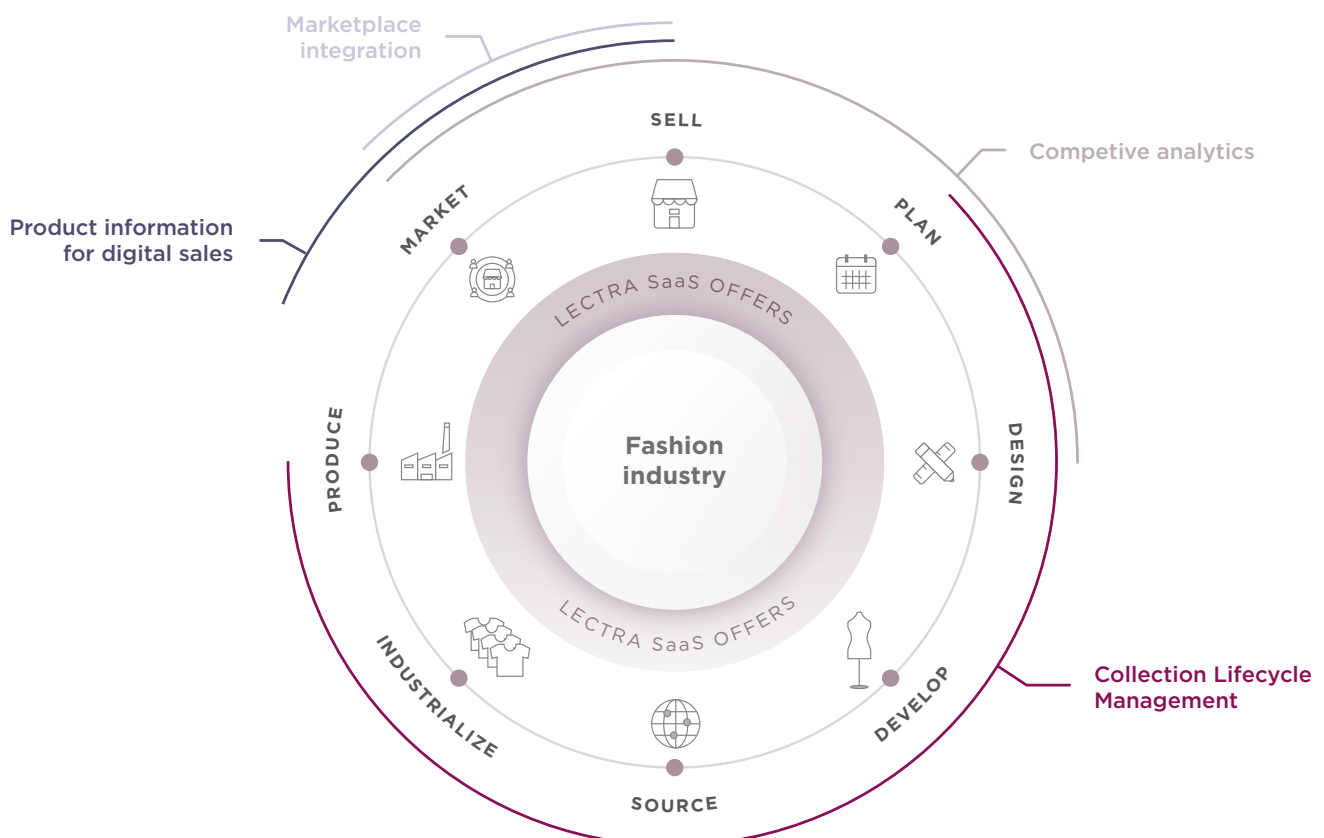 Marketplace
integration
SELL
Competive analytics
MARKET
PLAN
Product information
for digital sales
LECTRA SaaS OFFERS
PRODUCE
Fashion
industry
DESIGN
LECTRA SaaS OFFERS
INDUSTRIALIZE
DEVELOP
Collection Lifecycle
Management
SOURCE